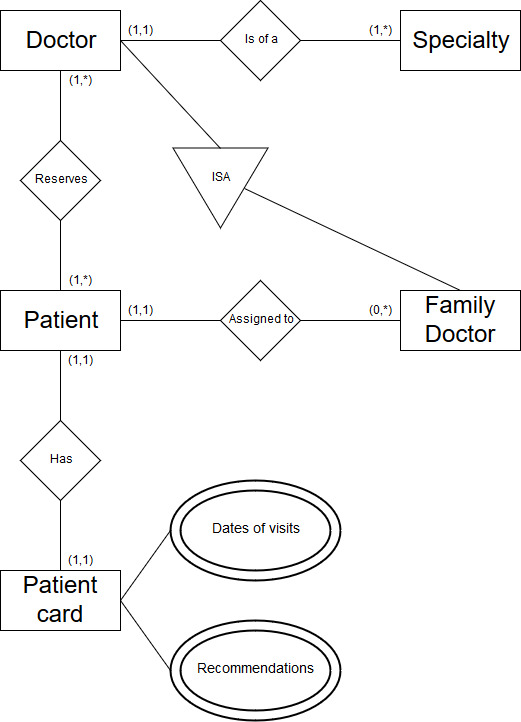 Doctor
(1,1)
Is of a
(1,*)
Specialty
(1,*)
Reserves
ISA
(1,*)
Patient
(1,1)
Assigned to
(0,*)
Family
Doctor
(1,1)
Has
(1,1)
Patient
card
Dates of visits
Recommendations